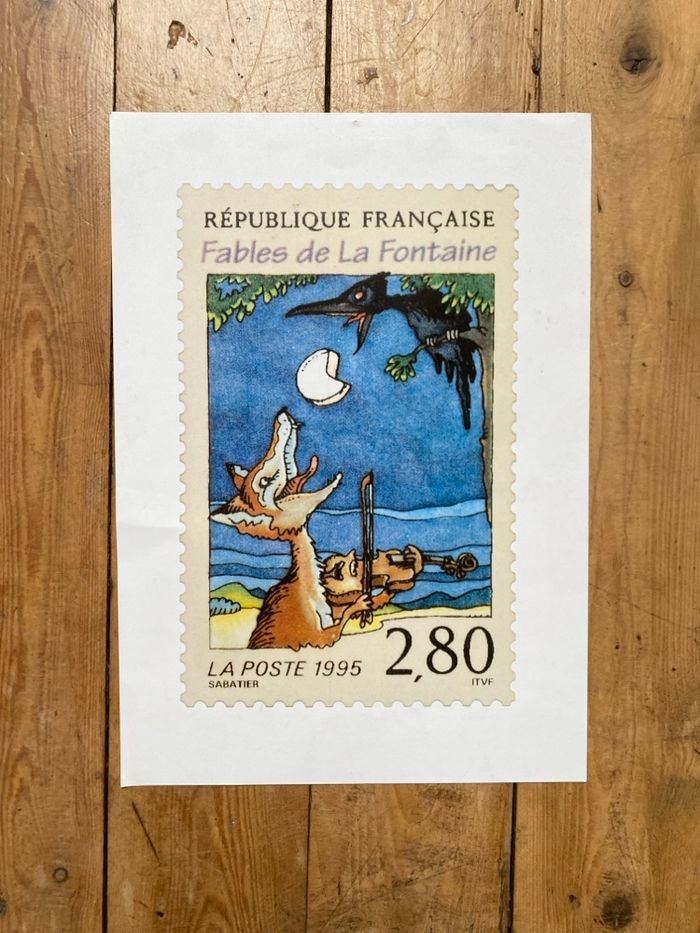 RÉPUBLIQUE FRANÇAISE
Fables de La Fontaine
LA POSTE 1995
2,80
SABATIER
ITVF